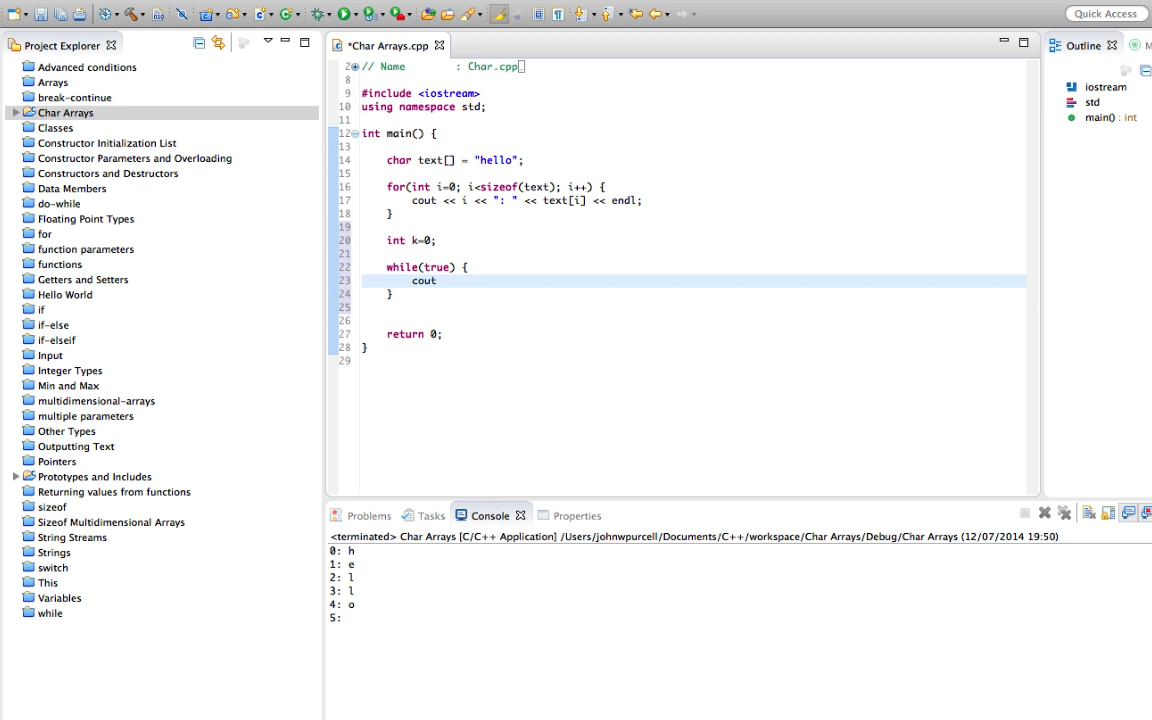 Quick Access
Project Explorer
Advanced conditions
Arrays
break-continue
Char Arrays
Classes
Constructor Initialization List
Constructor Parameters and Overloading
Constructors and Destructors
Data Members
do-while
Floating Point Types
for
function parameters
functions
Getters and Setters
Hello World
if
if-else
if-elseif
Input
Integer Types
Min and Max
multidimensional-arrays
multiple parameters
Other Types
Outputting Text
Pointers
Prototypes and Includes
Returning values from functions
sizeof
Sizeof Multidimensional Arrays
String Streams
Strings
switch
This
Variables
while
*Char Arrays.cpp
2 // Name : Char.cpp
8
9 #include <iostream>
10 using namespace std;
11
12 int main() {
13
14 char text[] = "hello";
15
16 for(int i=0; i<sizeof(text); i++) {
17 cout << i << ": " << text[i] << endl;
18 }
19
20 int k=0;
21
22 while(true) {
23 cout
24 }
25
26
27 return 0;
28 }
29
Outline
M
iostream
std
main() : int
Problems Tasks Console Properties
<terminated> Char Arrays [C/C++ Application] /Users/johnwpurcell/Documents/C++/workspace/Char Arrays/Debug/Char Arrays (12/07/2014 19:50)
0: h
1: e
2: l
3: l
4: o
5: